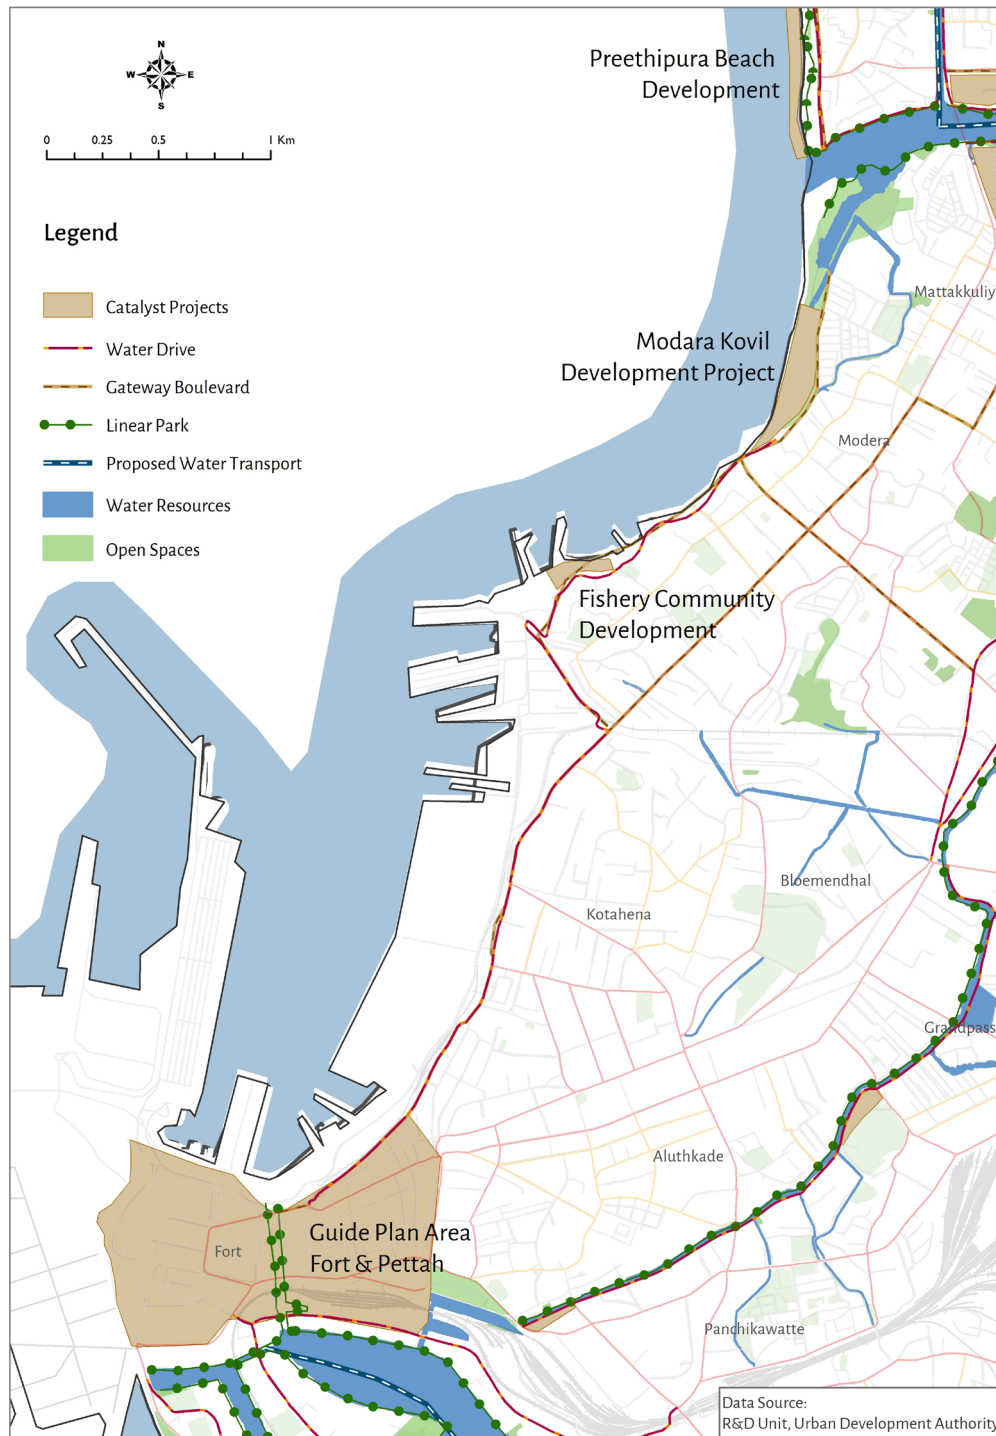 N
W E
S
0 0.25 0.5 1 Km
Legend
Catalyst Projects
Water Drive
Gateway Boulevard
Linear Park
Proposed Water Transport
Water Resources
Open Spaces
Preethipura Beach
Development
Mattakkuliy
Modara Kovil
Development Project
Modera
Fishery Community
Development
Bloemendhal
Kotahena
Grandpass
Aluthkade
Guide Plan Area
Fort & Pettah
Fort
Panchikawatte
Data Source:
R&D Unit, Urban Development Authority